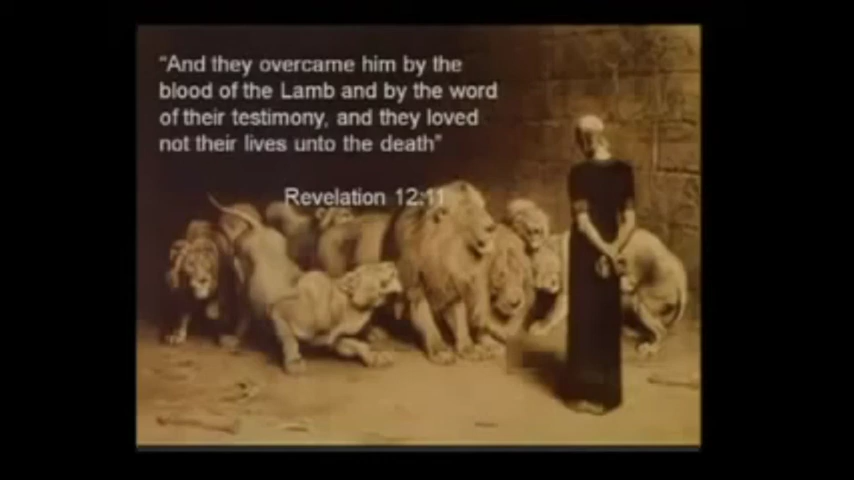 “And they overcame him by the
blood of the Lamb and by the word
of their testimony, and they loved
not their lives unto the death”
Revelation 12:11